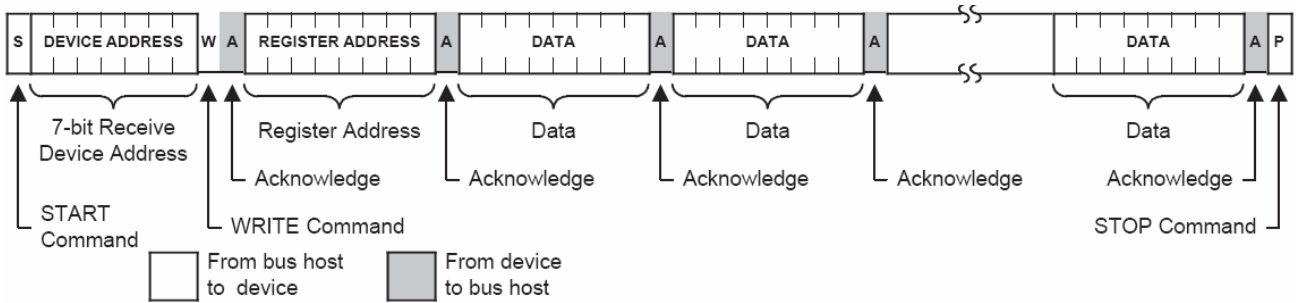 S DEVICE ADDRESS W A REGISTER ADDRESS A DATA A DATA A DATA A P
7-bit Receive
Device Address
Register Address
Data
Data
Data
Acknowledge
Acknowledge
Acknowledge
Acknowledge
Acknowledge
START
Command
WRITE Command
STOP Command
From bus host
to device
From device
to bus host